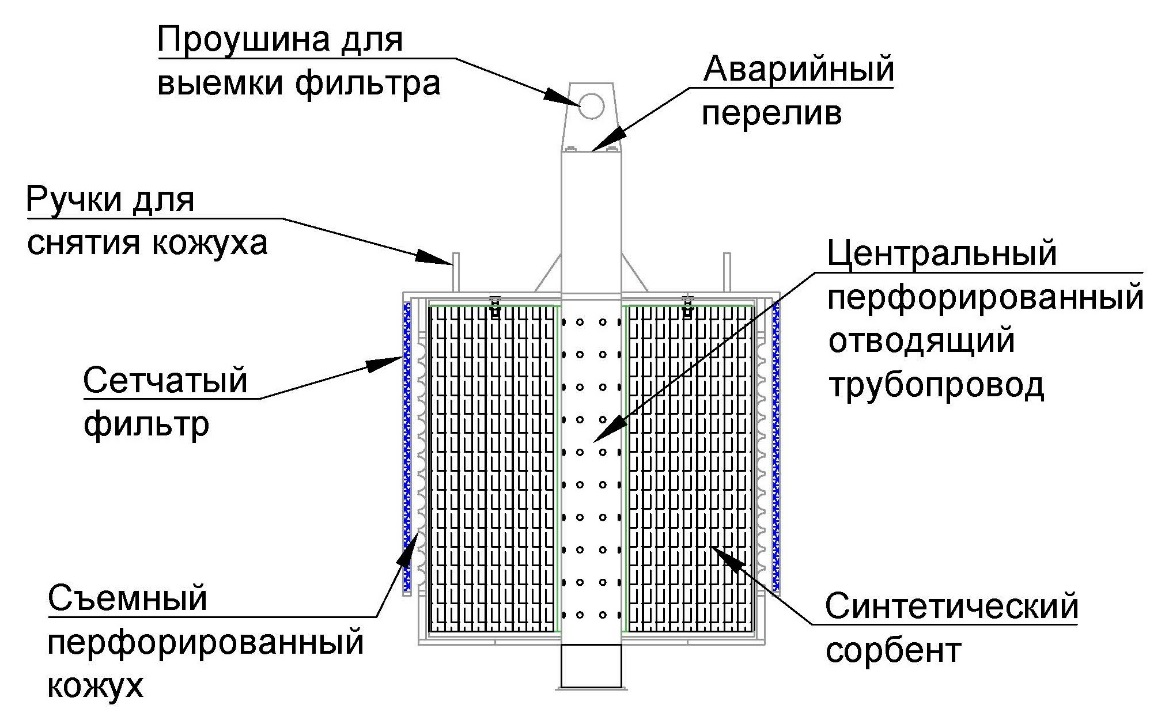 Проушина для
выемки фильтра
Аварийный
перелив
Ручки для
снятия кожуха
Центральный
перфорированный
отводящий
трубопровод
Сетчатый
фильтр
Съемный
перфорированный
кожух
Синтетический
сорбент